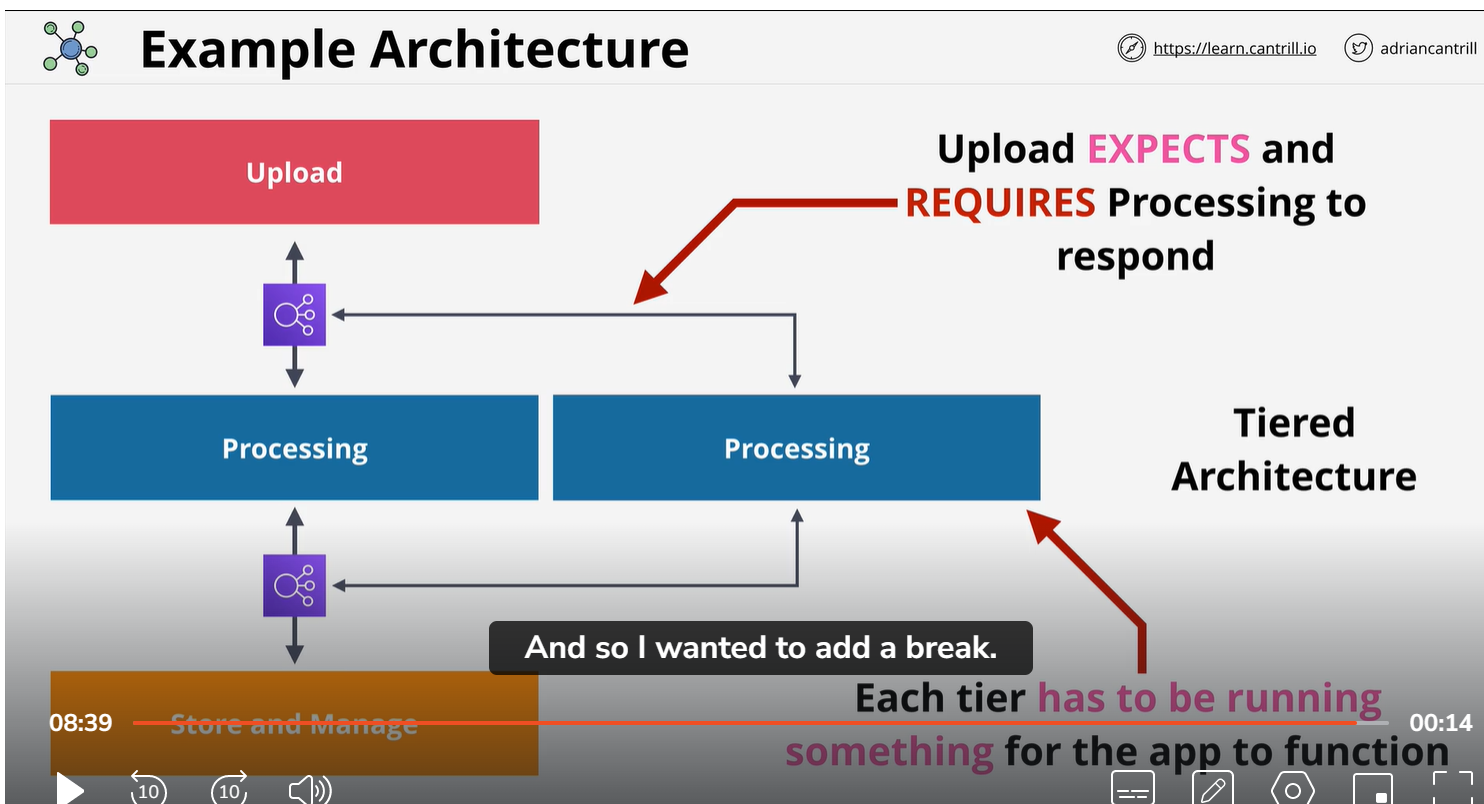 Example Architecture
https://learn.cantrill.io
adriancantrill
Upload
Upload EXPECTS and
REQUIRES Processing to
respond
Processing
Processing
Tiered
Architecture
And so I wanted to add a break.
Store and Manage
Each tier has to be running
something for the app to function
08:39
00:14
10
10